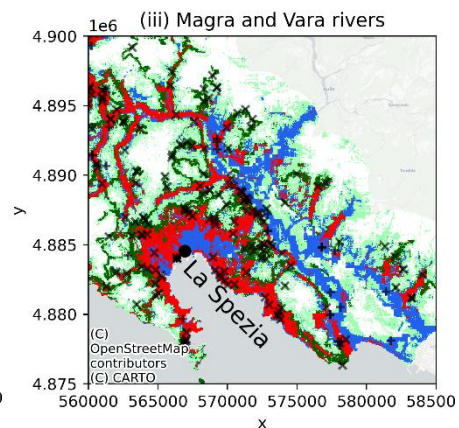 (iii) Magra and Vara rivers
1e6
4.900
4.895
4.890
4.885
4.880
4.875
y
La Spezia
(C)
OpenStreetMap
contributors
(C) CARTO
0
560000 565000 570000 575000 580000 58500
x